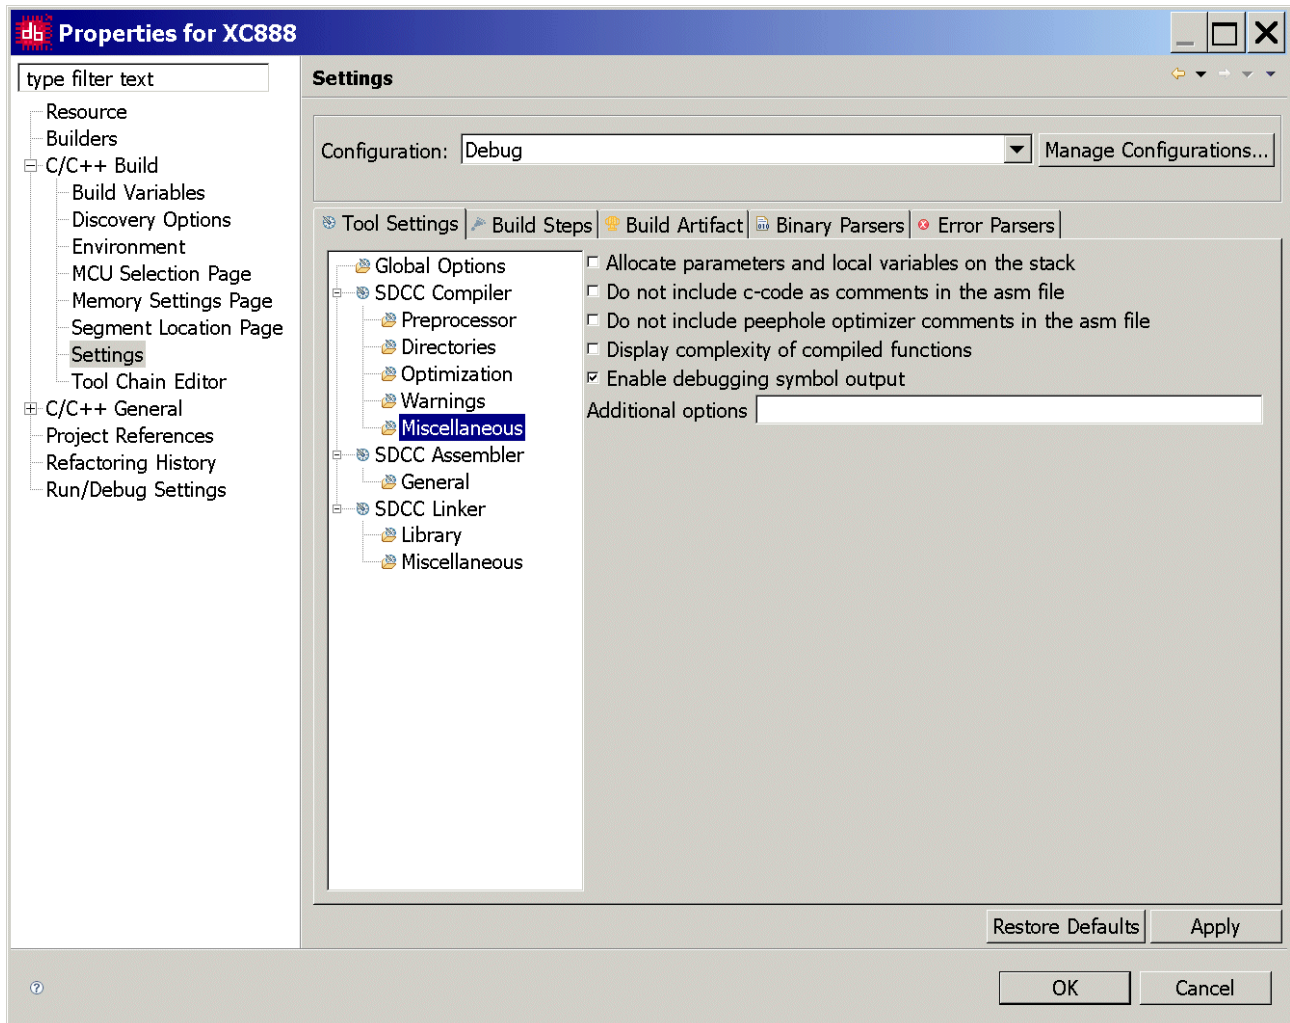 Properties for XC888
type filter text
Resource
Builders
C/C++ Build
Build Variables
Discovery Options
Environment
MCU Selection Page
Memory Settings Page
Segment Location Page
Settings
Tool Chain Editor
C/C++ General
Project References
Refactoring History
Run/Debug Settings
Settings
Configuration: Debug Manage Configurations...
Tool Settings Build Steps Build Artifact Binary Parsers Error Parsers
Global Options
SDCC Compiler
Preprocessor
Directories
Optimization
Warnings
Miscellaneous
SDCC Assembler
General
SDCC Linker
Library
Miscellaneous
Allocate parameters and local variables on the stack
Do not include c-code as comments in the asm file
Do not include peephole optimizer comments in the asm file
Display complexity of compiled functions
Enable debugging symbol output
Additional options
Restore Defaults Apply
OK Cancel